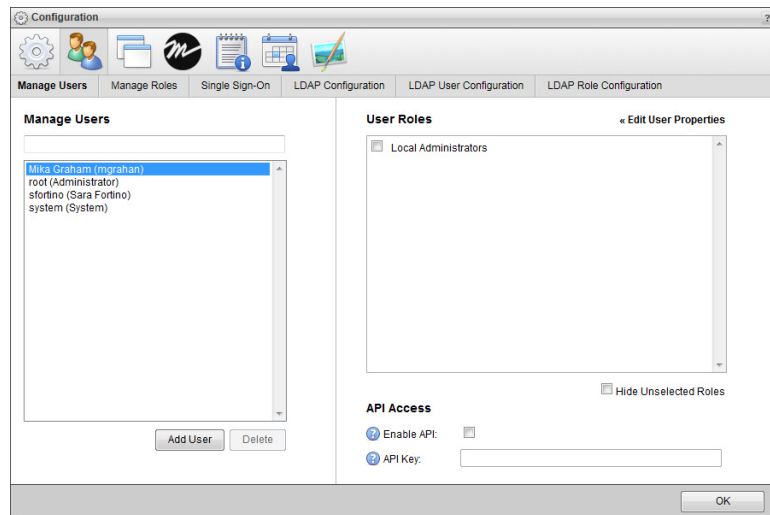 Configuration
?
Manage Users Manage Roles Single Sign-On LDAP Configuration LDAP User Configuration LDAP Role Configuration
Manage Users
Mika Graham (mgrahan)
root (Administrator)
sfortino (Sara Fortino)
system (System)
Add User Delete
User Roles « Edit User Properties
Local Administrators
Hide Unselected Roles
API Access
? Enable API:
? API Key:
OK